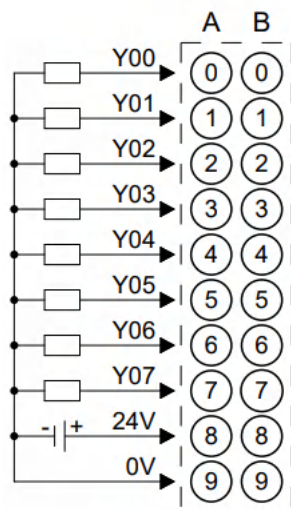 A B
Y00 0 0
Y01 1 1
Y02 2 2
Y03 3 3
Y04 4 4
Y05 5 5
Y06 6 6
Y07 7 7
- + 24V 8 8
0V 9 9